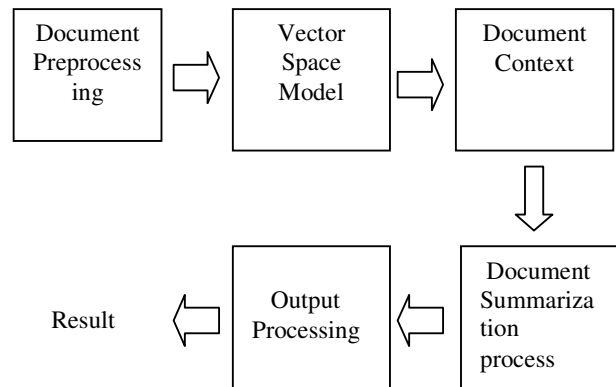 Document
Preprocess
ing
Vector
Space
Model
Document
Context
Document
Summariza
tion
process
Output
Processing
Result